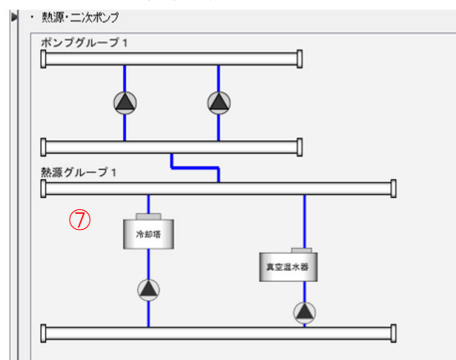 ・ 熱源・二次ポンプ
ポンプグループ 1
熱源グループ 1
⑦
冷却塔
真空温水器